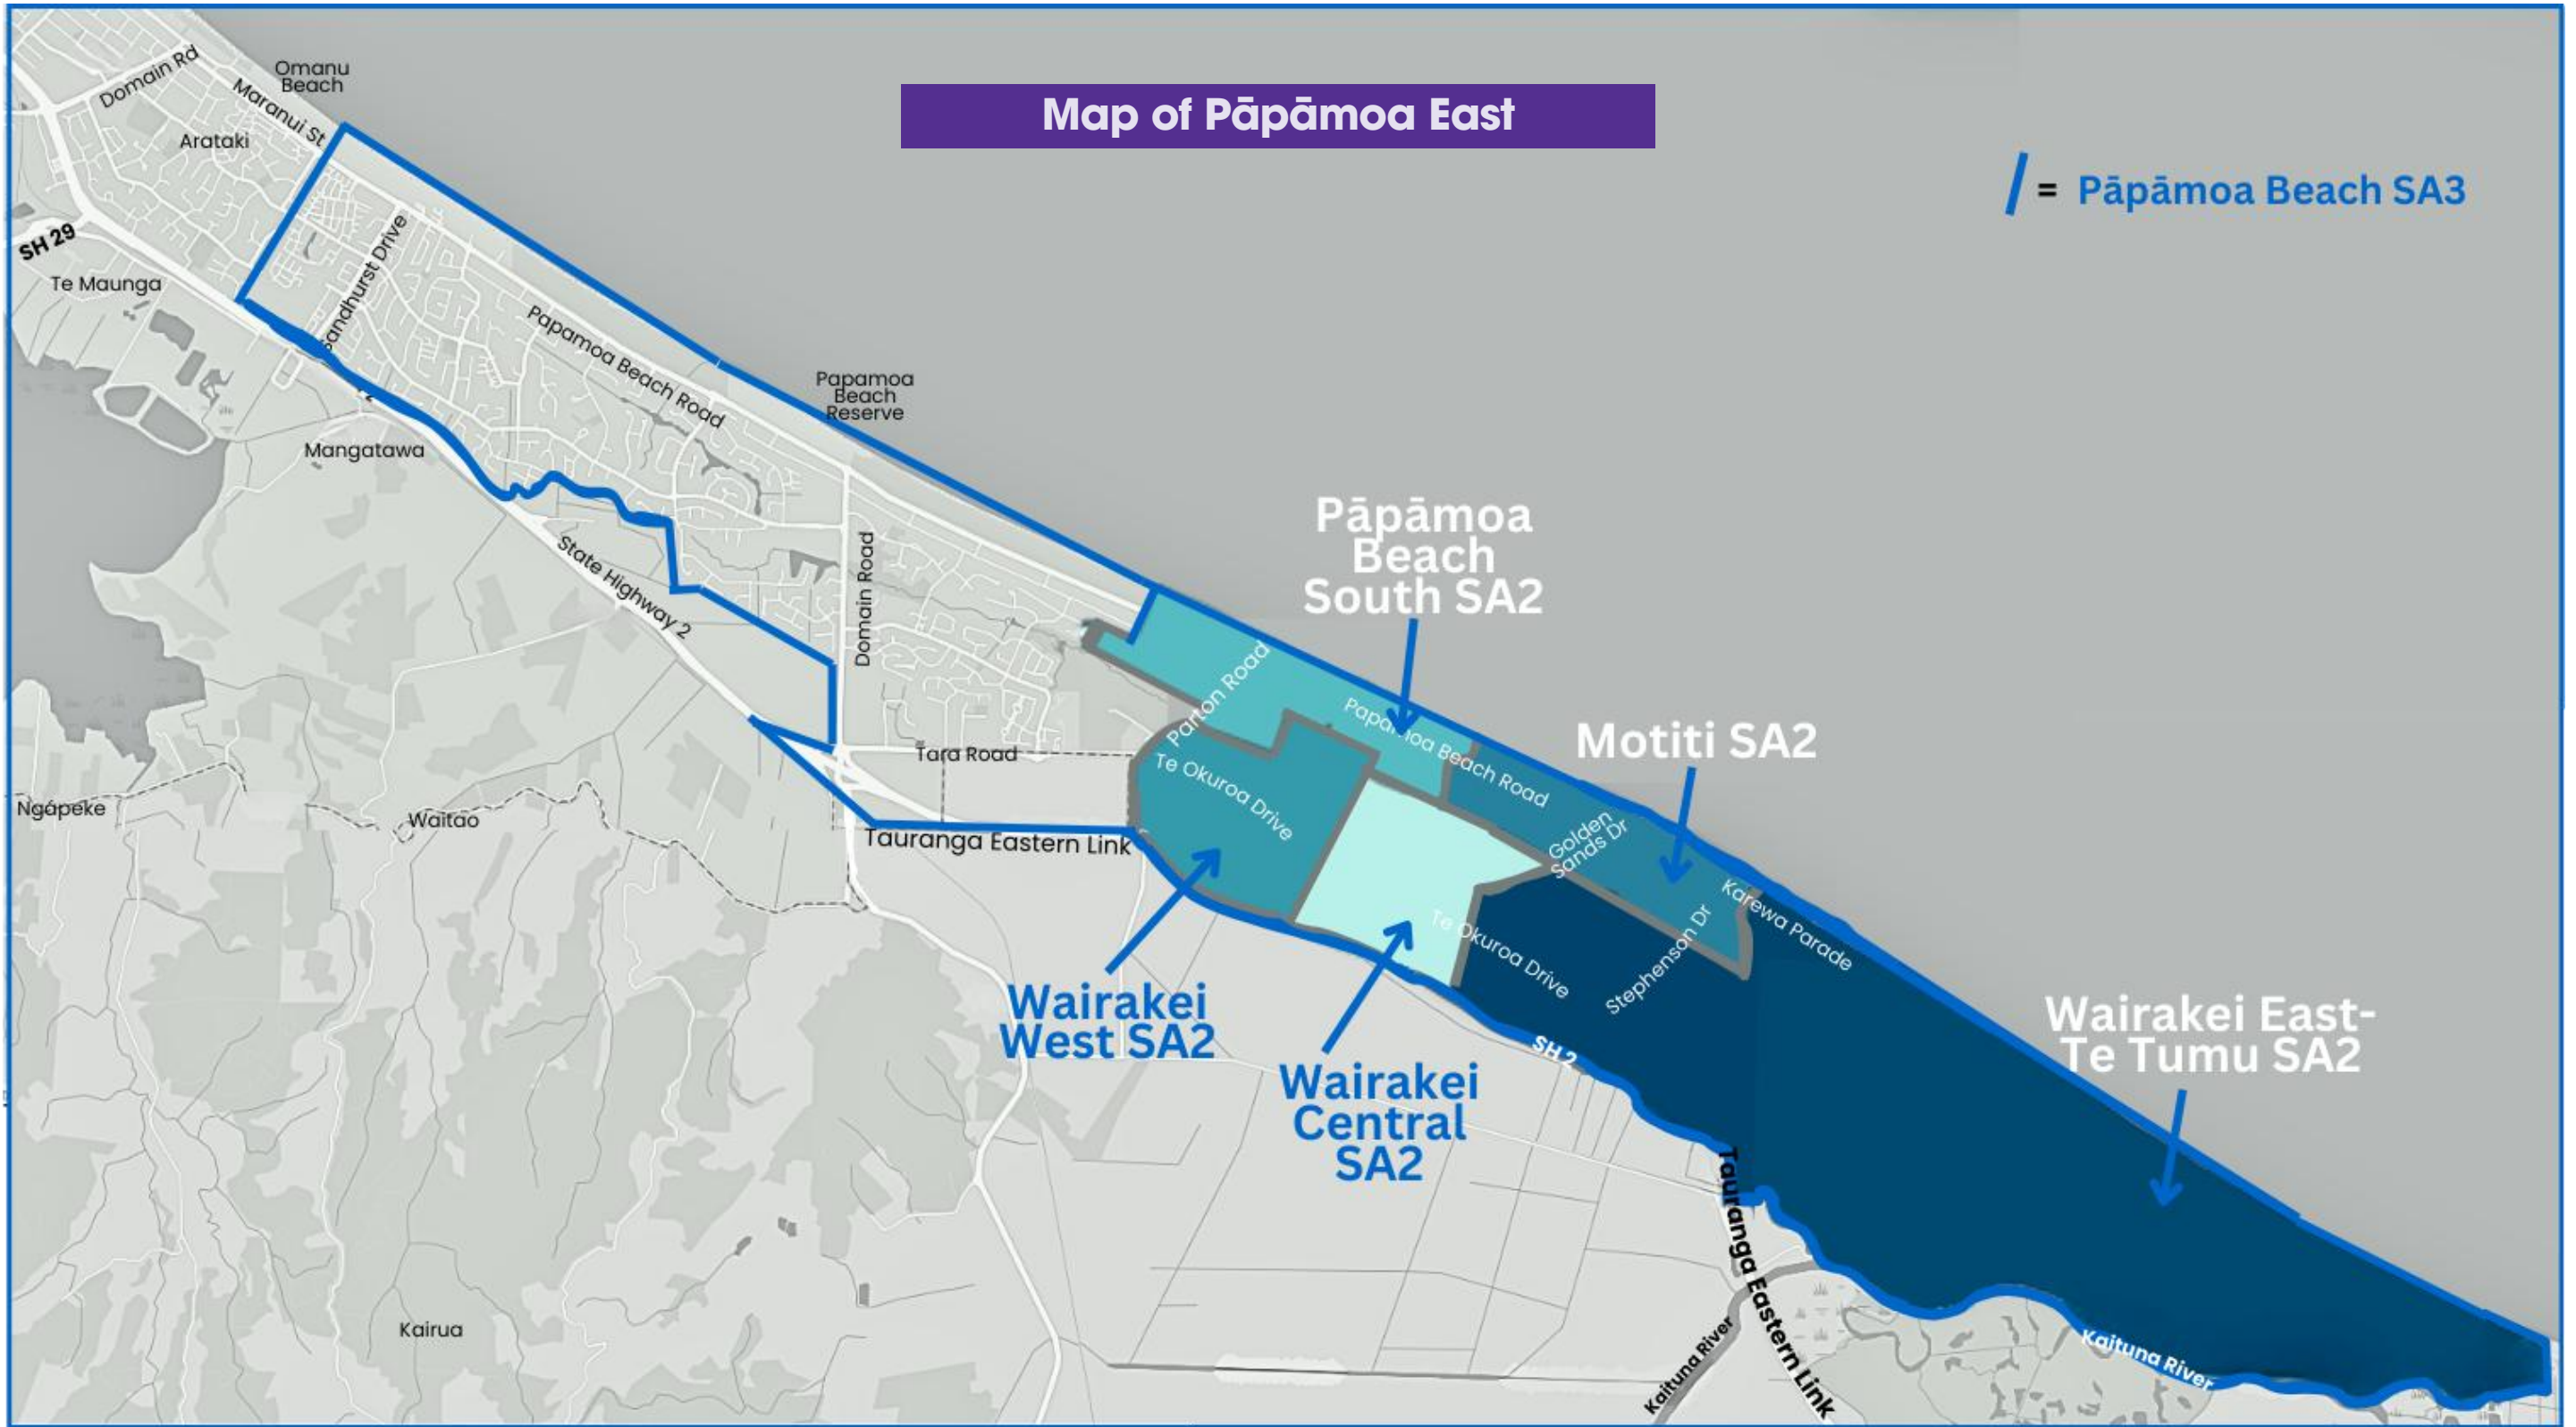 Map of Pāpāmoa East
= Pāpāmoa Beach SA3
Domain Rd
Maranui St
Omanu
Beach
Arataki
SH 29
Te Maunga
Sandhurst Drive
Papamoa Beach Road
Papamoa
Beach
Reserve
Mangatawa
State Highway 2
Domain Road
Pāpāmoa
Beach
South SA2
Parton Road
Papamoa Beach Road
Motiti SA2
Tara Road
Te Okuroa Drive
Ngāpeke
Waitao
Tauranga Eastern Link
Golden
Sands Dr
Karewa Parade
Te Okuroa Drive
Stephenson Dr
Wairakei
West SA2
Wairakei
Central
SA2
SH 2
Wairakei East-
Te Tumu SA2
Tauranga Eastern Link
Kairua
Kaituna River
Kaituna River